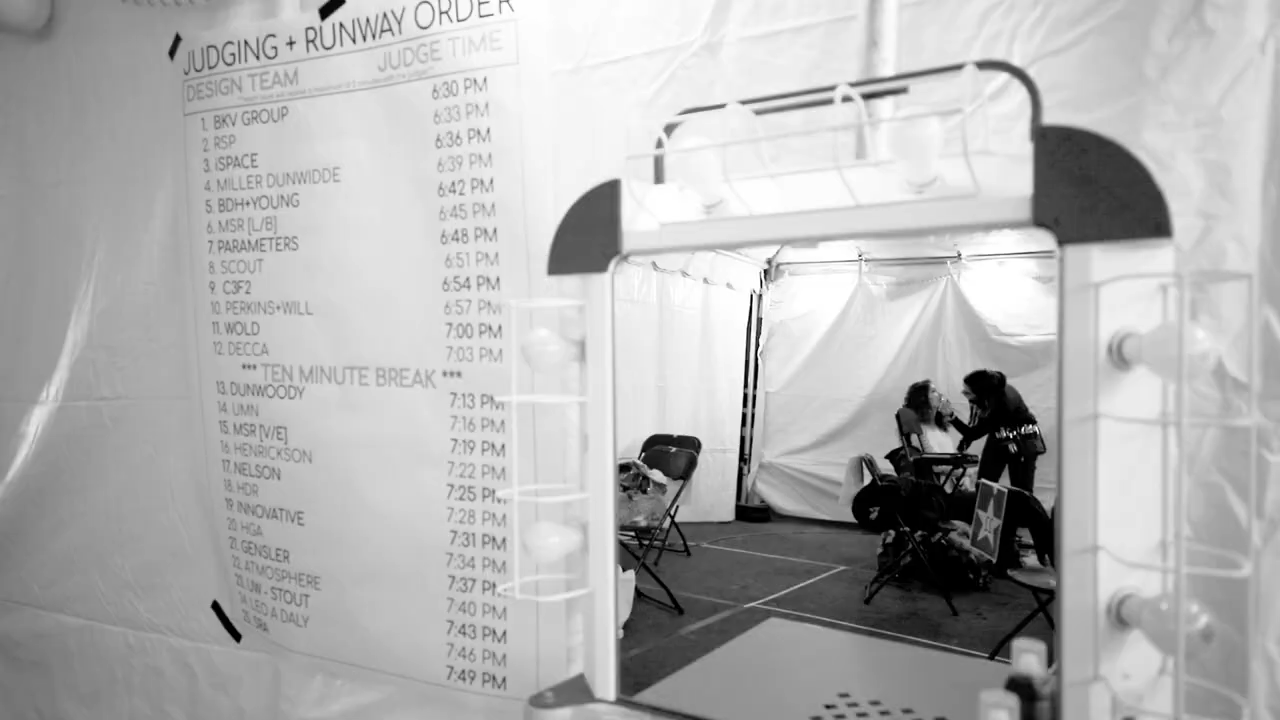 JUDGING + RUNWAY ORDER
DESIGN TEAM JUDGE TIME
1. BKV GROUP 6:30 PM
2. RSP 6:33 PM
3. iSPACE 6:36 PM
4. MILLER DUNWIDDE 6:39 PM
5. BDH+YOUNG 6:42 PM
6. MSR [L/B] 6:45 PM
7. PARAMETERS 6:48 PM
8. SCOUT 6:51 PM
9. C3F2 6:54 PM
10. PERKINS+WILL 6:57 PM
11. WOLD 7:00 PM
12. DECCA 7:03 PM
*** TEN MINUTE BREAK ***
13. DUNWOODY 7:13 PM
14. UMN 7:16 PM
15. MSR [V/E] 7:19 PM
16. HENRICKSON 7:22 PM
17. NELSON 7:25 PM
18. HDR 7:28 PM
19. INNOVATIVE 7:31 PM
20. HGA 7:34 PM
21. GENSLER 7:37 PM
22. ATMOSPHERE 7:40 PM
23. UW - STOUT 7:43 PM
24. LEO A DALY 7:46 PM
25. SRA 7:49 PM